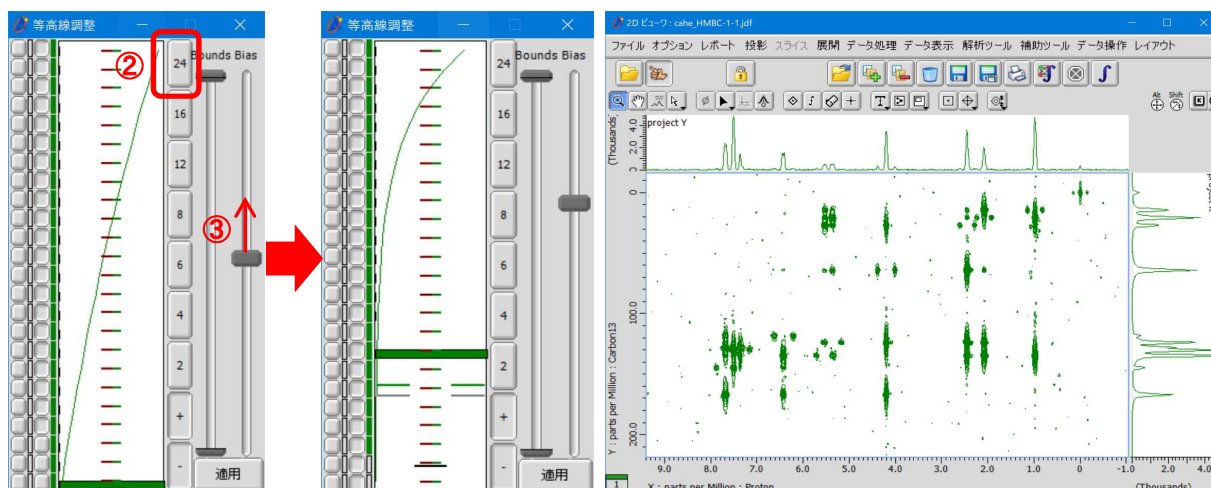 等高線調整
②
24
16
12
8
6
4
2
+
-
Bounds Bias
③
適用
等高線調整
24
16
12
8
6
4
2
+
-
Bounds Bias
適用
2D ビューワ : cahe_HMBC-1-1.jdf
ファイル オプション レポート 投影 スライス 展開 データ処理 データ表示 解析ツール 補助ツール データ操作 レイアウト
Alt Shift
project Y
(Thousands)
4.0
2.0
0
0
100.0
200.0
Y : parts per Million : Carbon13
9.0 8.0 7.0 6.0 5.0 4.0 3.0 2.0 1.0 0 -1.0
2.0 4.0
1
X : parts per Million : Proton
(Thousands)